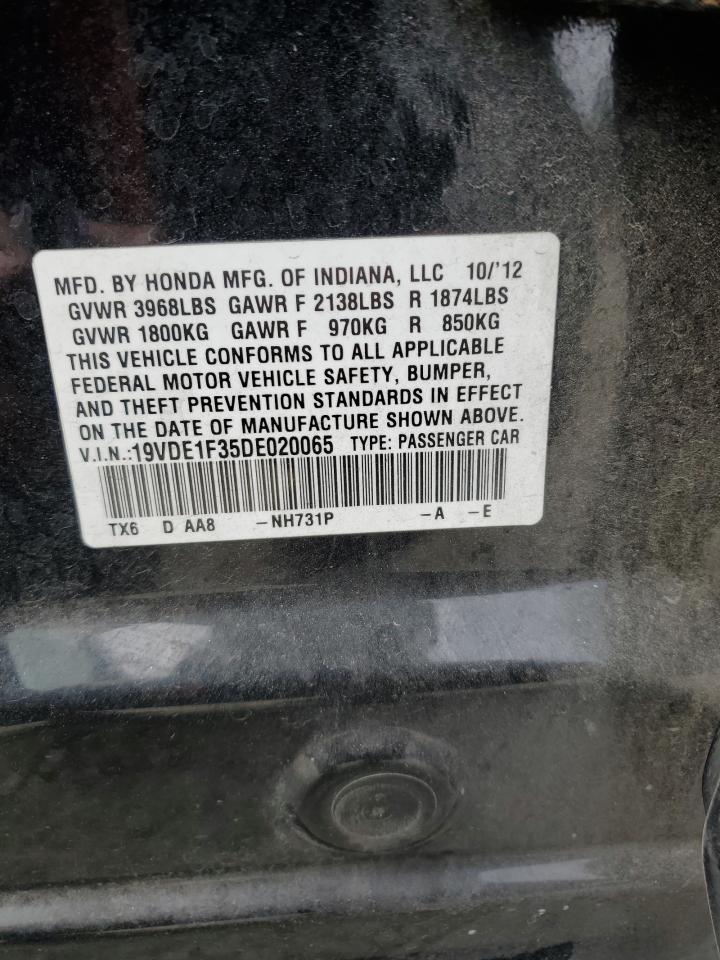 MFD. BY HONDA MFG. OF INDIANA, LLC 10/'12
GVWR 3968LBS GAWR F 2138LBS R 1874LBS
GVWR 1800KG GAWR F 970KG R 850KG
THIS VEHICLE CONFORMS TO ALL APPLICABLE
FEDERAL MOTOR VEHICLE SAFETY, BUMPER,
AND THEFT PREVENTION STANDARDS IN EFFECT
ON THE DATE OF MANUFACTURE SHOWN ABOVE.
V.I.N.:19VDE1F35DE020065 TYPE: PASSENGER CAR
TX6 D AA8 -NH731P -A -E